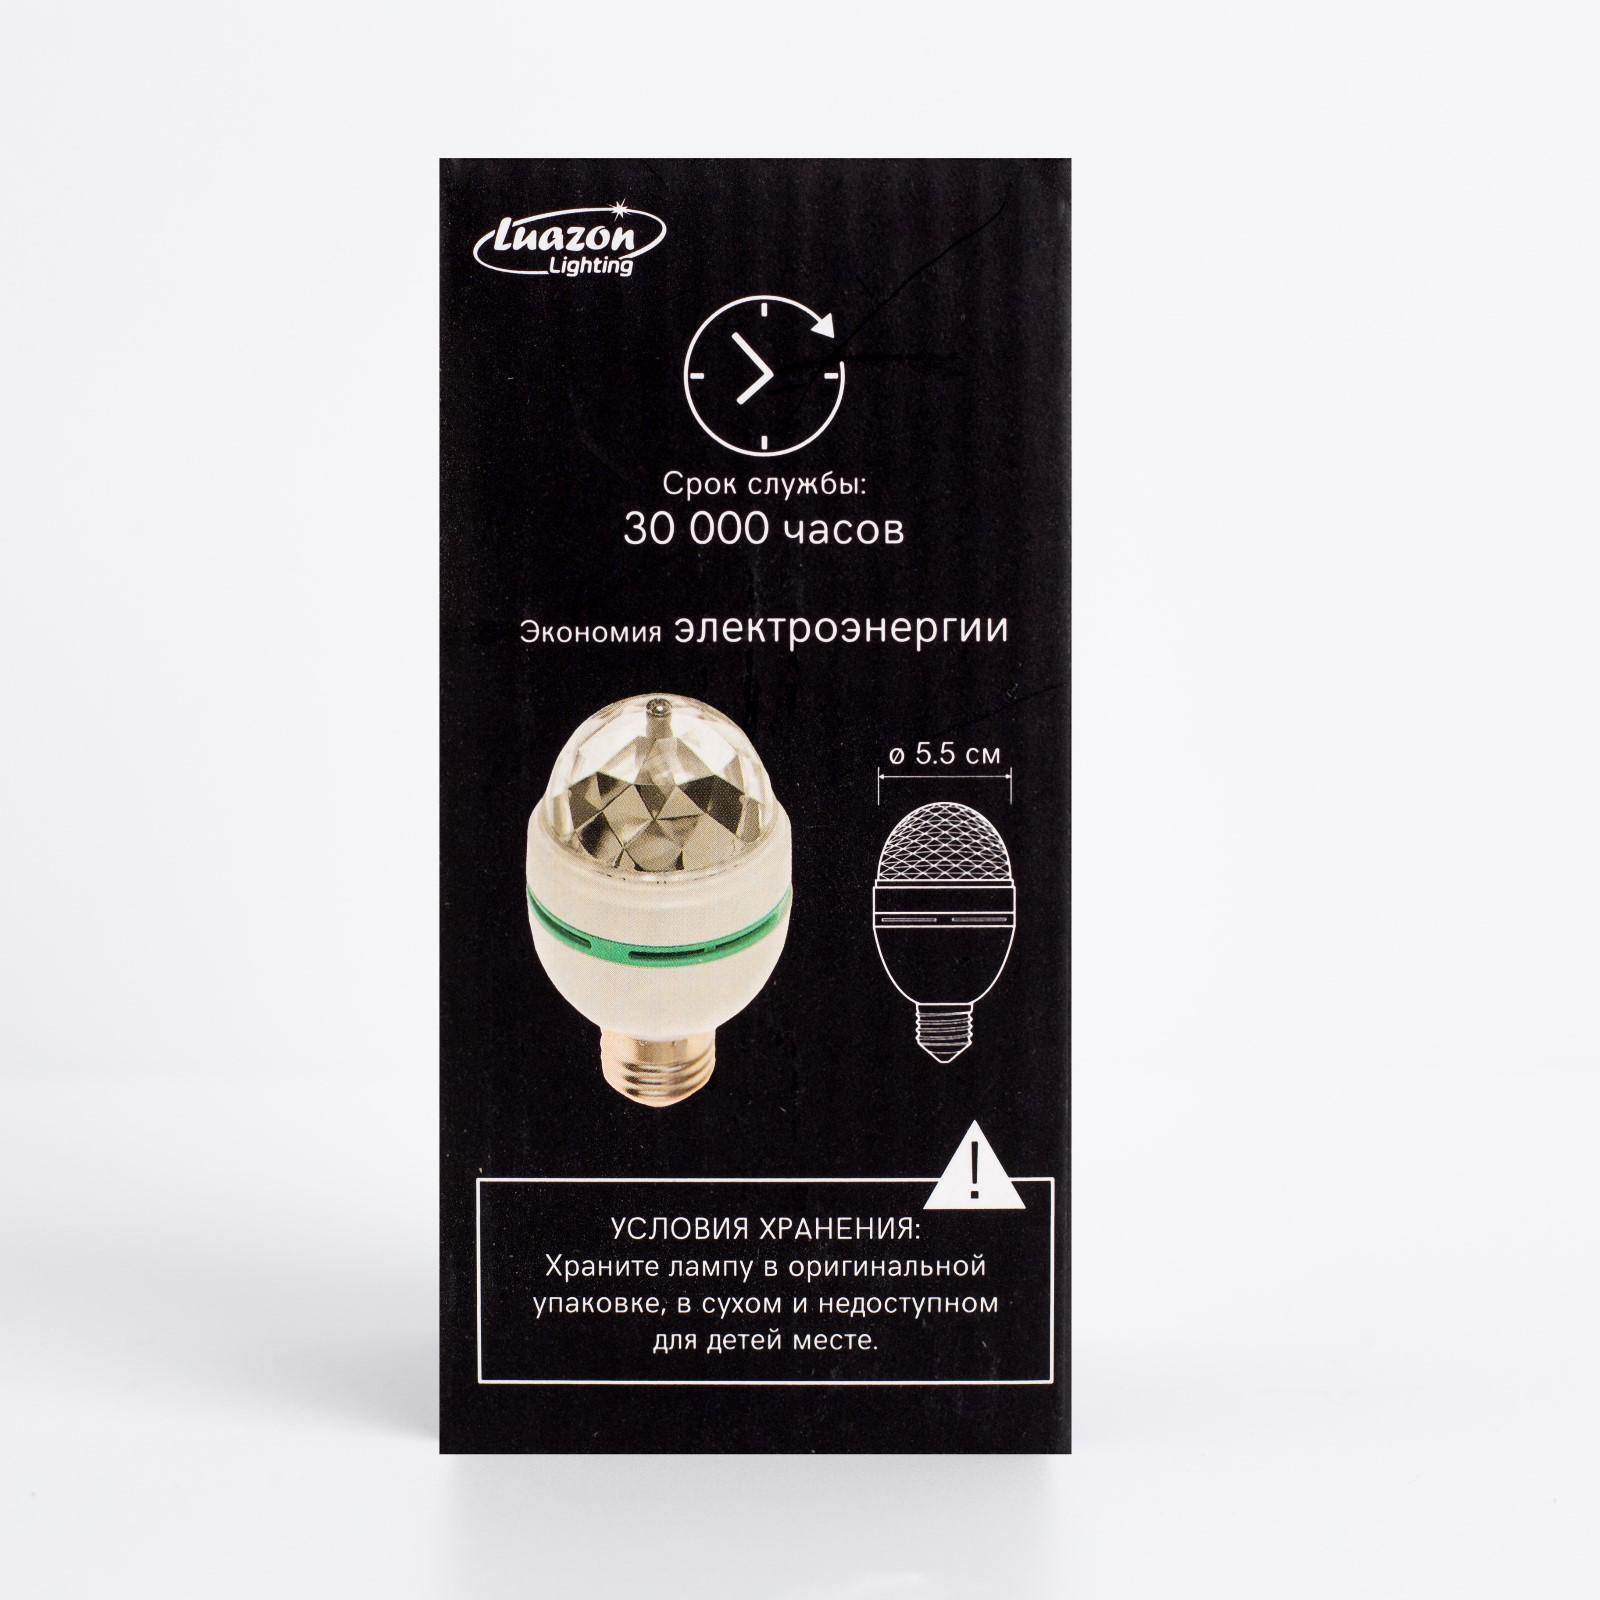 Luazon
Lighting
Срок службы:
30 000 часов
Экономия электроэнергии
ø 5.5 см
!
УСЛОВИЯ ХРАНЕНИЯ:
Храните лампу в оригинальной
упаковке, в сухом и недоступном
для детей месте.